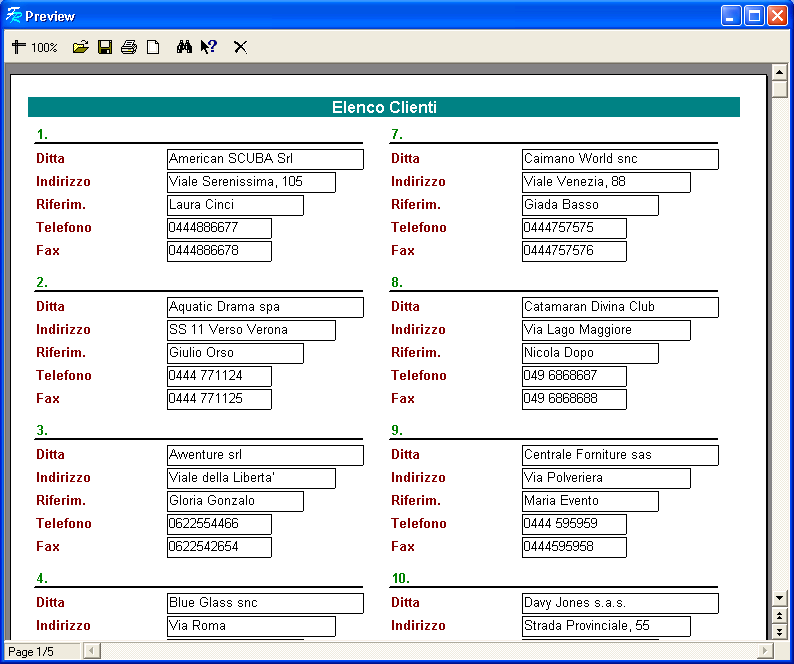 Preview
100%
Elenco Clienti
1.
Ditta American SCUBA Srl
Indirizzo Viale Serenissima, 105
Riferim. Laura Cinci
Telefono 0444886677
Fax 0444886678
2.
Ditta Aquatic Drama spa
Indirizzo SS 11 Verso Verona
Riferim. Giulio Orso
Telefono 0444 771124
Fax 0444 771125
3.
Ditta Avventure srl
Indirizzo Viale della Liberta'
Riferim. Gloria Gonzalo
Telefono 0622554466
Fax 0622542654
4.
Ditta Blue Glass snc
Indirizzo Via Roma
7.
Ditta Caimano World snc
Indirizzo Viale Venezia, 88
Riferim. Giada Basso
Telefono 0444757575
Fax 0444757576
8.
Ditta Catamaran Divina Club
Indirizzo Via Lago Maggiore
Riferim. Nicola Dopo
Telefono 049 6868687
Fax 049 6868688
9.
Ditta Centrale Forniture sas
Indirizzo Via Polveriera
Riferim. Maria Evento
Telefono 0444 595959
Fax 0444595958
10.
Ditta Davy Jones s.a.s.
Indirizzo Strada Provinciale, 55
Page 1/5